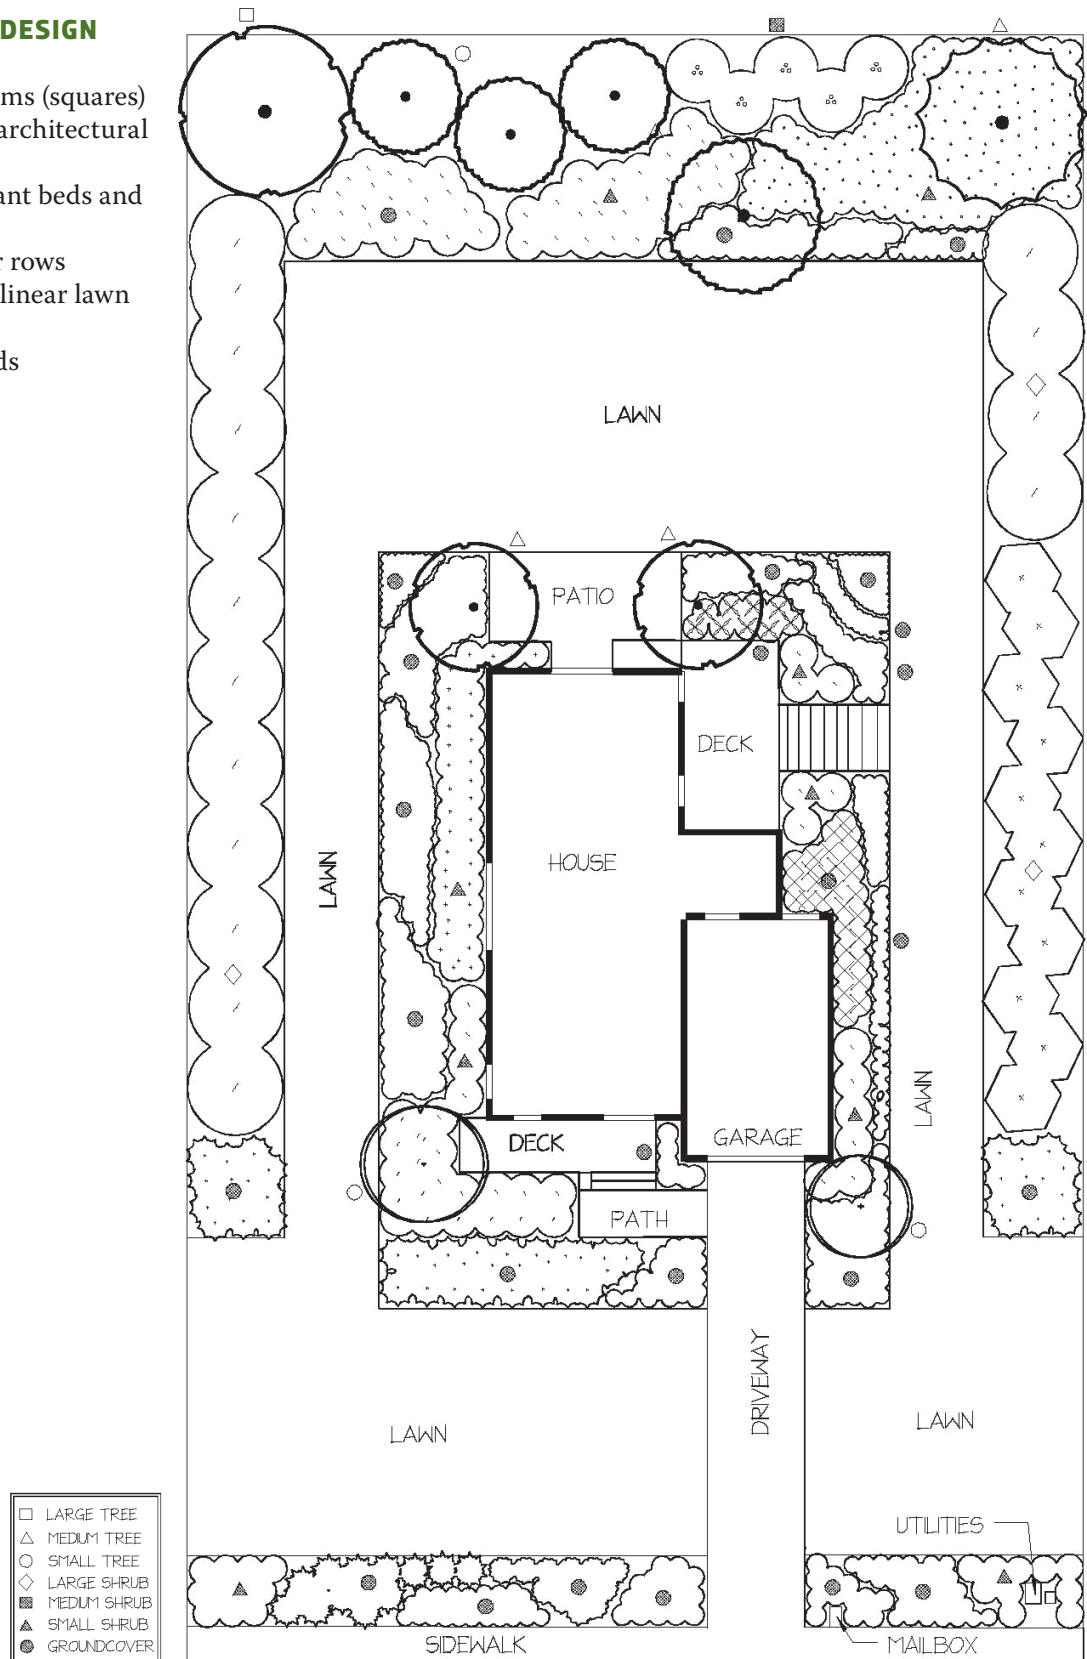 DESIGN
ms (squares)
architectural
ant beds and
r rows
linear lawn
ds
LAWN
PATIO
DECK
HOUSE
LAWN
LAWN
DECK
GARAGE
PATH
DRIVEWAY
LAWN
LAWN
UTILITIES
LARGE TREE
MEDIUM TREE
SMALL TREE
LARGE SHRUB
MEDIUM SHRUB
SMALL SHRUB
GROUNDCOVER
SIDEWALK
MAILBOX